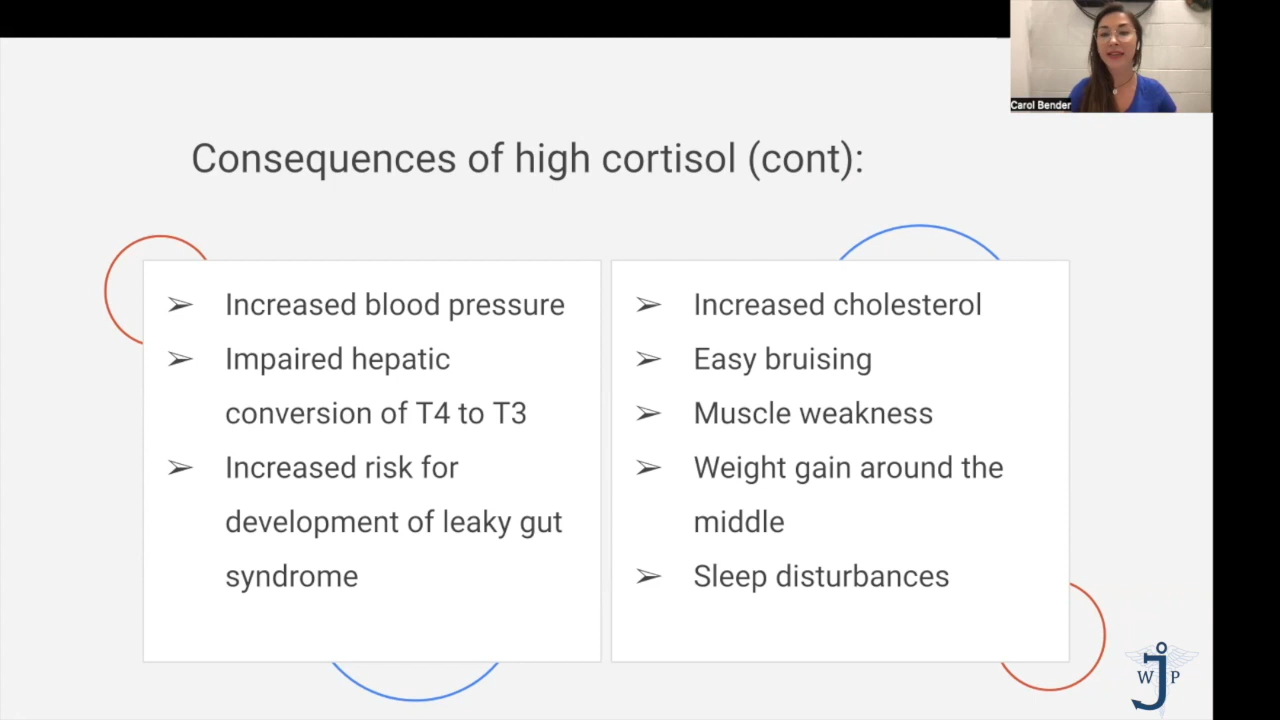 Carol Bender
Consequences of high cortisol (cont):
➢ Increased blood pressure
➢ Impaired hepatic
conversion of T4 to T3
➢ Increased risk for
development of leaky gut
syndrome
➢ Increased cholesterol
➢ Easy bruising
➢ Muscle weakness
➢ Weight gain around the
middle
➢ Sleep disturbances
W J P